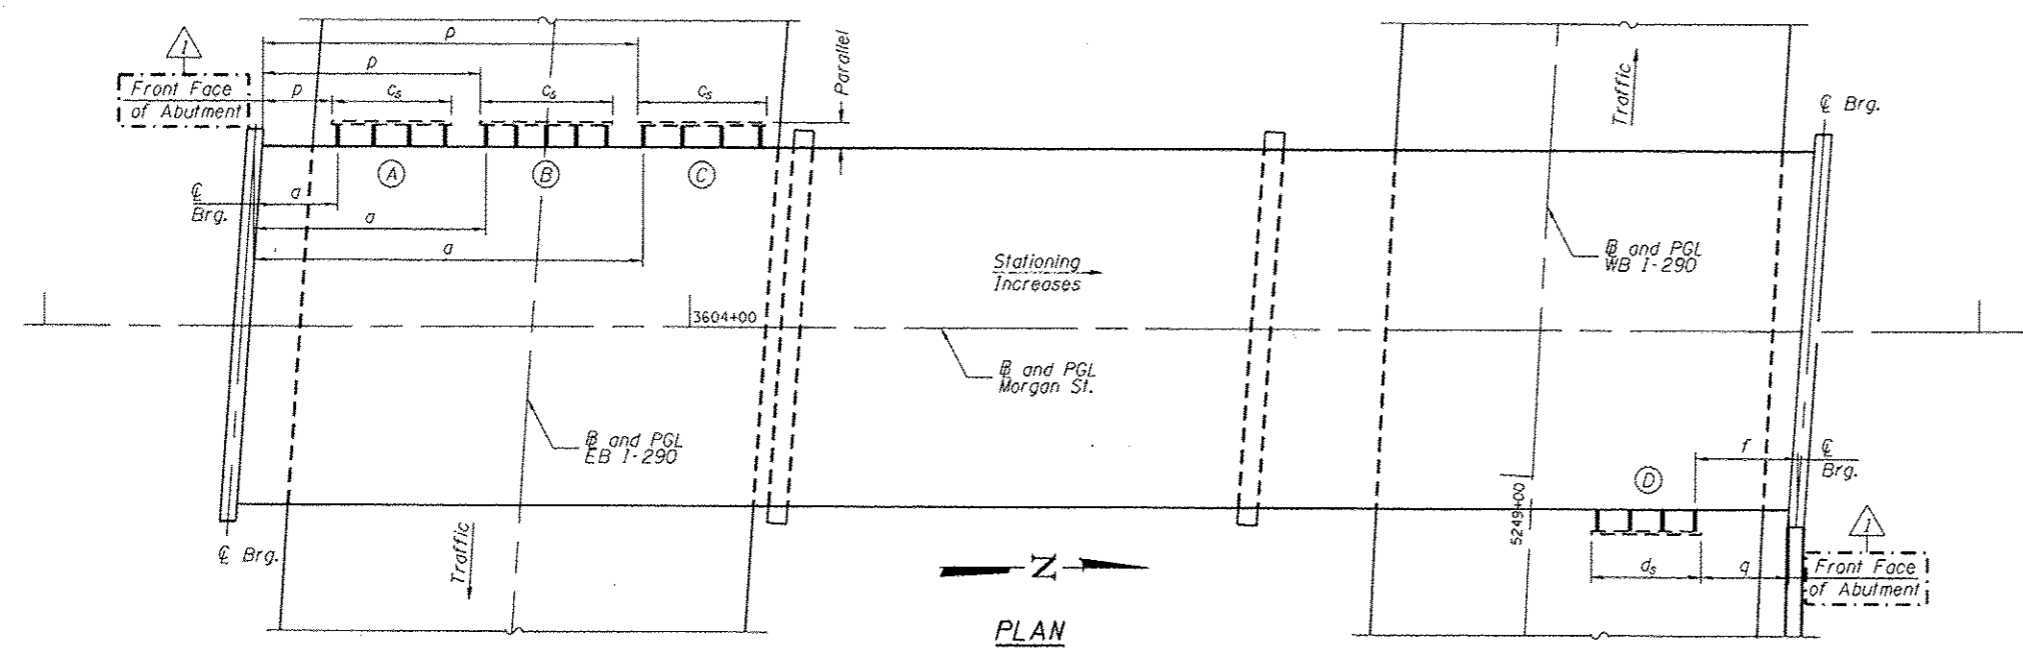 1
Front Face
of Abutment
p
p
p
cs
cs
cs
Parallel
Traffic
℄ Brg.
A
B
C
℄
Brg.
a
a
a
Stationing
Increases
3604+00
℔ and PGL
WB I-290
℔ and PGL
Morgan St.
℔ and PGL
EB I-290
Traffic
℄ Brg.
N
PLAN
5249+00
D
f
℄
Brg.
ds
q
1
Front Face
of Abutment